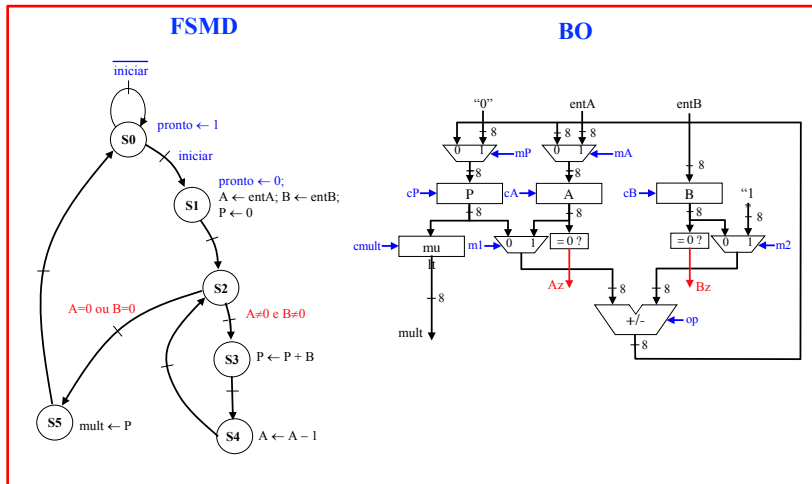 FSMD
iniciar
S0
pronto ← 1
iniciar
pronto ← 0;
S1
A ← entA; B ← entB;
P ← 0
S2
A=0 ou B=0
A≠0 e B≠0
S3
P ← P + B
S5
mult ← P
S4
A ← A – 1
BO
“0”
entA
entB
8
8
8
0 1
mP
0 1
mA
8
8
8
cP
P
cA
A
cB
B
“1
”
8
8
8
8
cmult
mu
lt
m1
0 1
= 0 ?
= 0 ?
0 1
m2
Az
Bz
8
8
8
+/-
op
mult
8